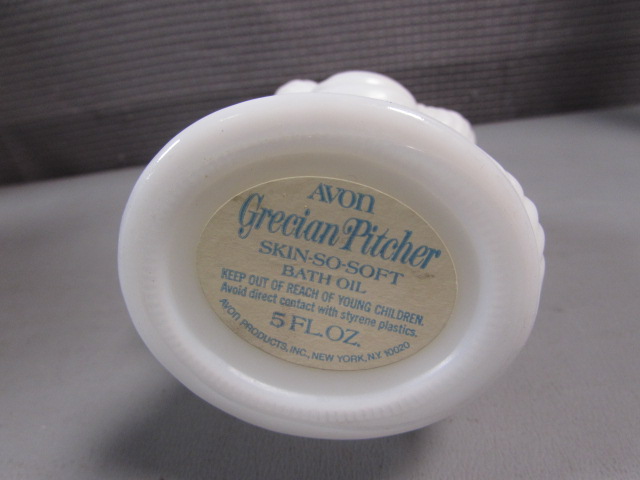 AVON
Grecian Pitcher
SKIN-SO-SOFT
BATH OIL
KEEP OUT OF REACH OF YOUNG CHILDREN.
Avoid direct contact with styrene plastics.
5 FL. OZ.
AVON PRODUCTS, INC., NEW YORK, N.Y. 10020